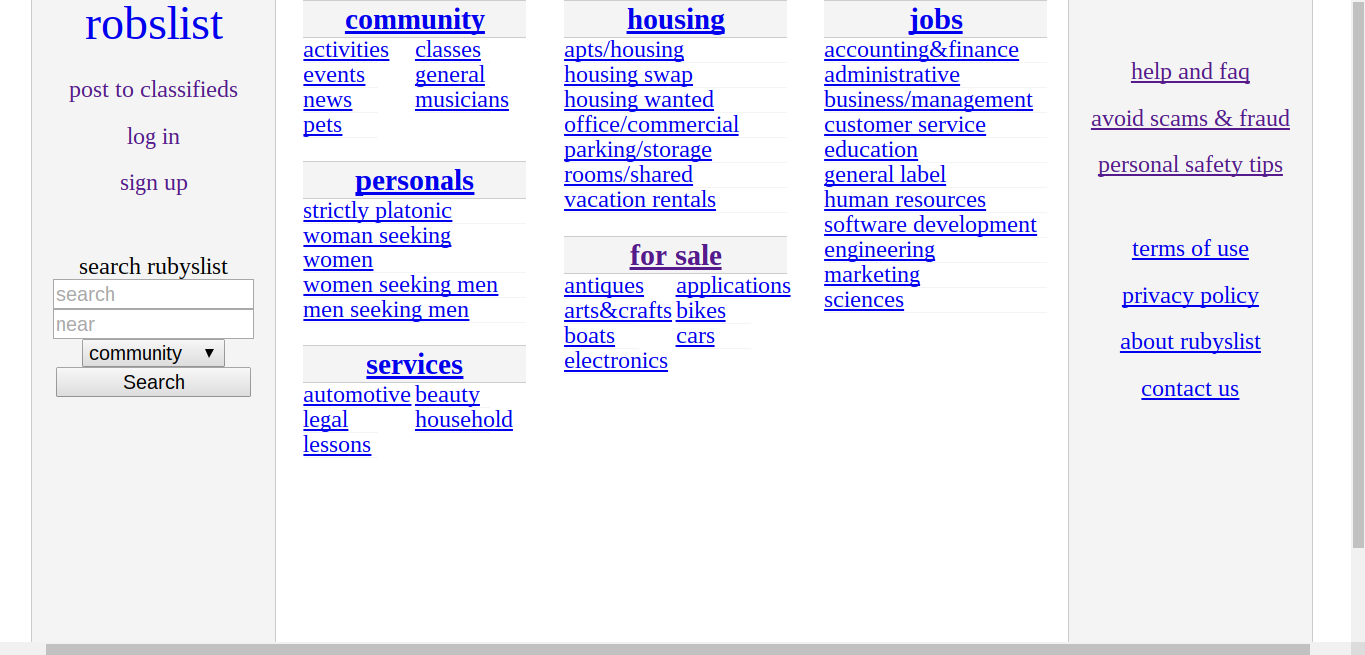 robslist
post to classifieds
log in
sign up
search rubyslist
search
near
community ▼
Search
community
activities classes
events general
news musicians
pets
personals
strictly platonic
woman seeking
women
women seeking men
men seeking men
services
automotive beauty
legal household
lessons
housing
apts/housing
housing swap
housing wanted
office/commercial
parking/storage
rooms/shared
vacation rentals
for sale
antiques applications
arts&crafts bikes
boats cars
electronics
jobs
accounting&finance
administrative
business/management
customer service
education
general label
human resources
software development
engineering
marketing
sciences
help and faq
avoid scams & fraud
personal safety tips
terms of use
privacy policy
about rubyslist
contact us